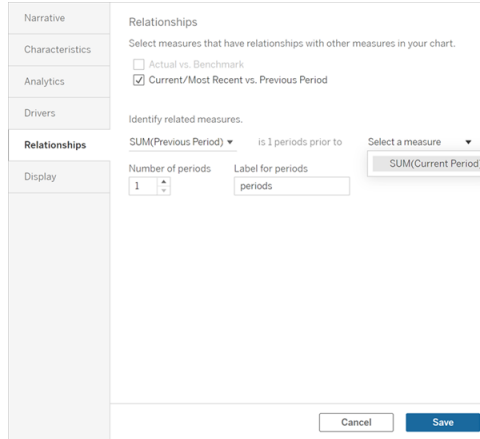 Narrative
Characteristics
Analytics
Drivers
Relationships
Display
Relationships
Select measures that have relationships with other measures in your chart.
Actual vs. Benchmark
Current/Most Recent vs. Previous Period
Identify related measures.
SUM(Previous Period) is 1 periods prior to Select a measure
SUM(Current Period)
Number of periods Label for periods
1 periods
Cancel Save